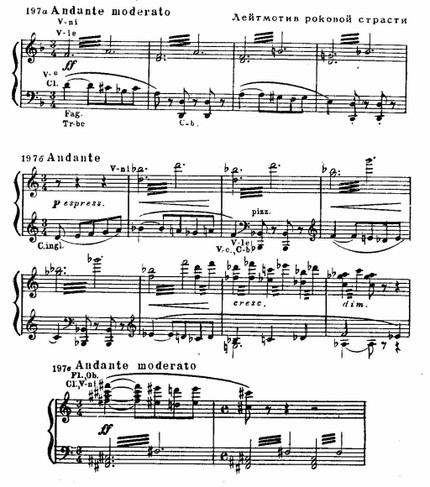 197а Andante moderato
Лейтмотив роковой страсти
V-ni
V-le
ff
V-c
Cl.
Fag.
Tr-be
C-b.
197б Andante
V-ni
p espress.
pizz.
C.ingl.
V-le
V-c., C-b
cresc.
dim.
197в Andante moderato
Fl., Ob.
Cl., V-ni
ff